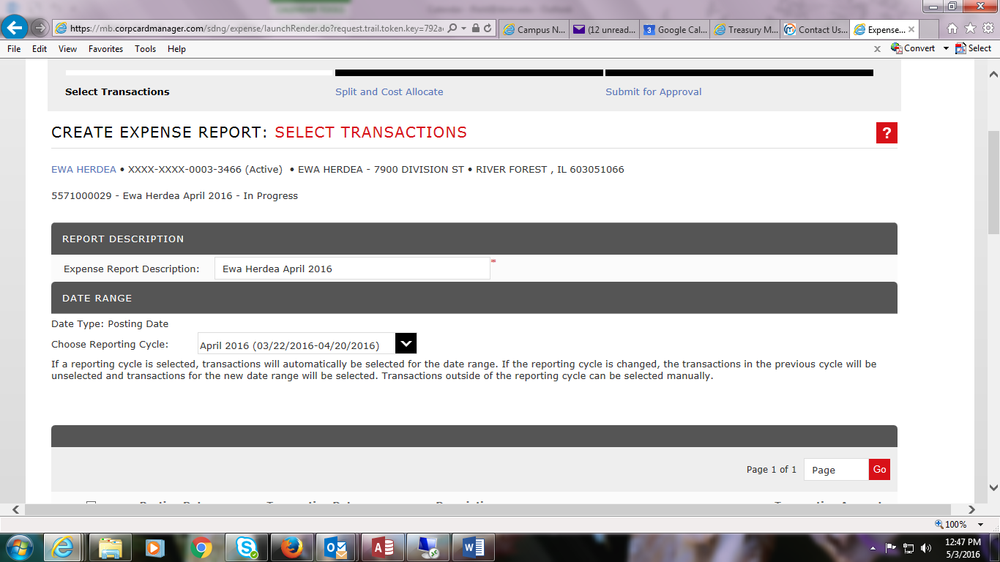 https://mb.corpcardmanager.com/sdng/expense/launchRender.do?request.trail.token.key=792a
Campus N...
(12 unread...
Google Cal...
Treasury M...
Contact Us...
Expense...
File Edit View Favorites Tools Help
x Convert Select
Select Transactions
Split and Cost Allocate
Submit for Approval
CREATE EXPENSE REPORT: SELECT TRANSACTIONS
?
EWA HERDEA • XXXX-XXXX-0003-3466 (Active) • EWA HERDEA - 7900 DIVISION ST • RIVER FOREST , IL 603051066
5571000029 - Ewa Herdea April 2016 - In Progress
REPORT DESCRIPTION
Expense Report Description: Ewa Herdea April 2016 *
DATE RANGE
Date Type: Posting Date
Choose Reporting Cycle: April 2016 (03/22/2016-04/20/2016)
If a reporting cycle is selected, transactions will automatically be selected for the date range. If the reporting cycle is changed, the transactions in the previous cycle will be
unselected and transactions for the new date range will be selected. Transactions outside of the reporting cycle can be selected manually.
Page 1 of 1 Page Go
100%
12:47 PM
5/3/2016